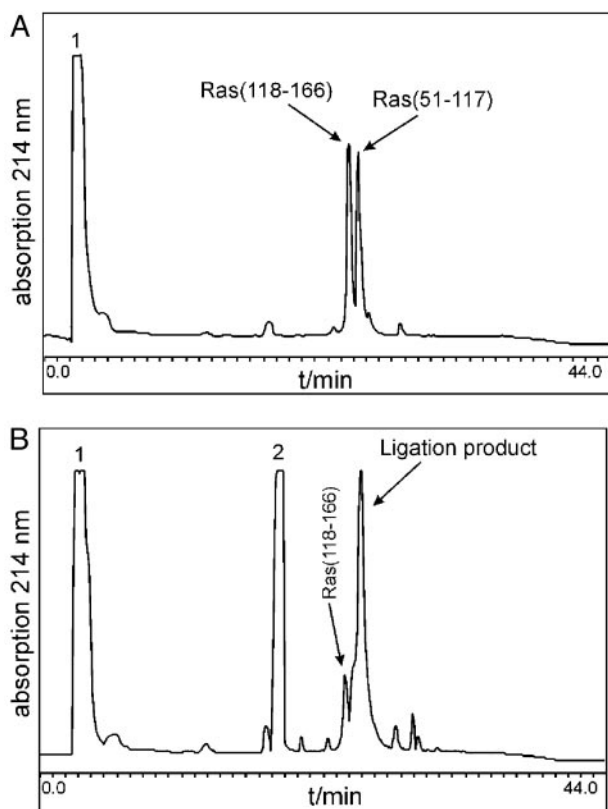 A
1
Ras(118-166)
Ras(51-117)
absorption 214 nm
0.0
44.0
t/min
B
1
2
Ligation product
Ras(118-166)
absorption 214 nm
0.0
44.0
t/min